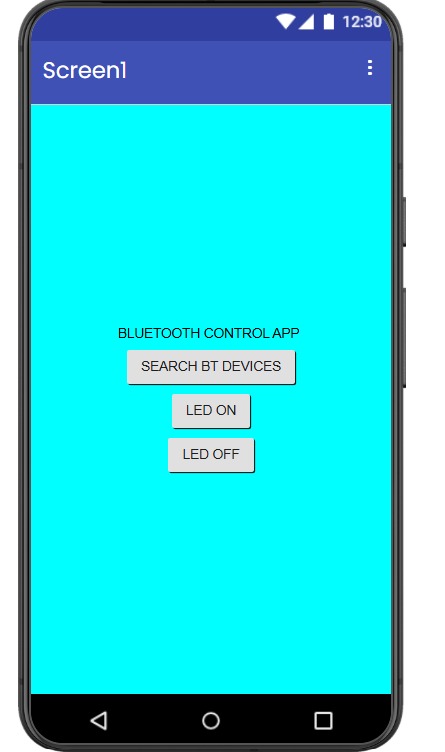 12:30
Screen1
BLUETOOTH CONTROL APP
SEARCH BT DEVICES
LED ON
LED OFF